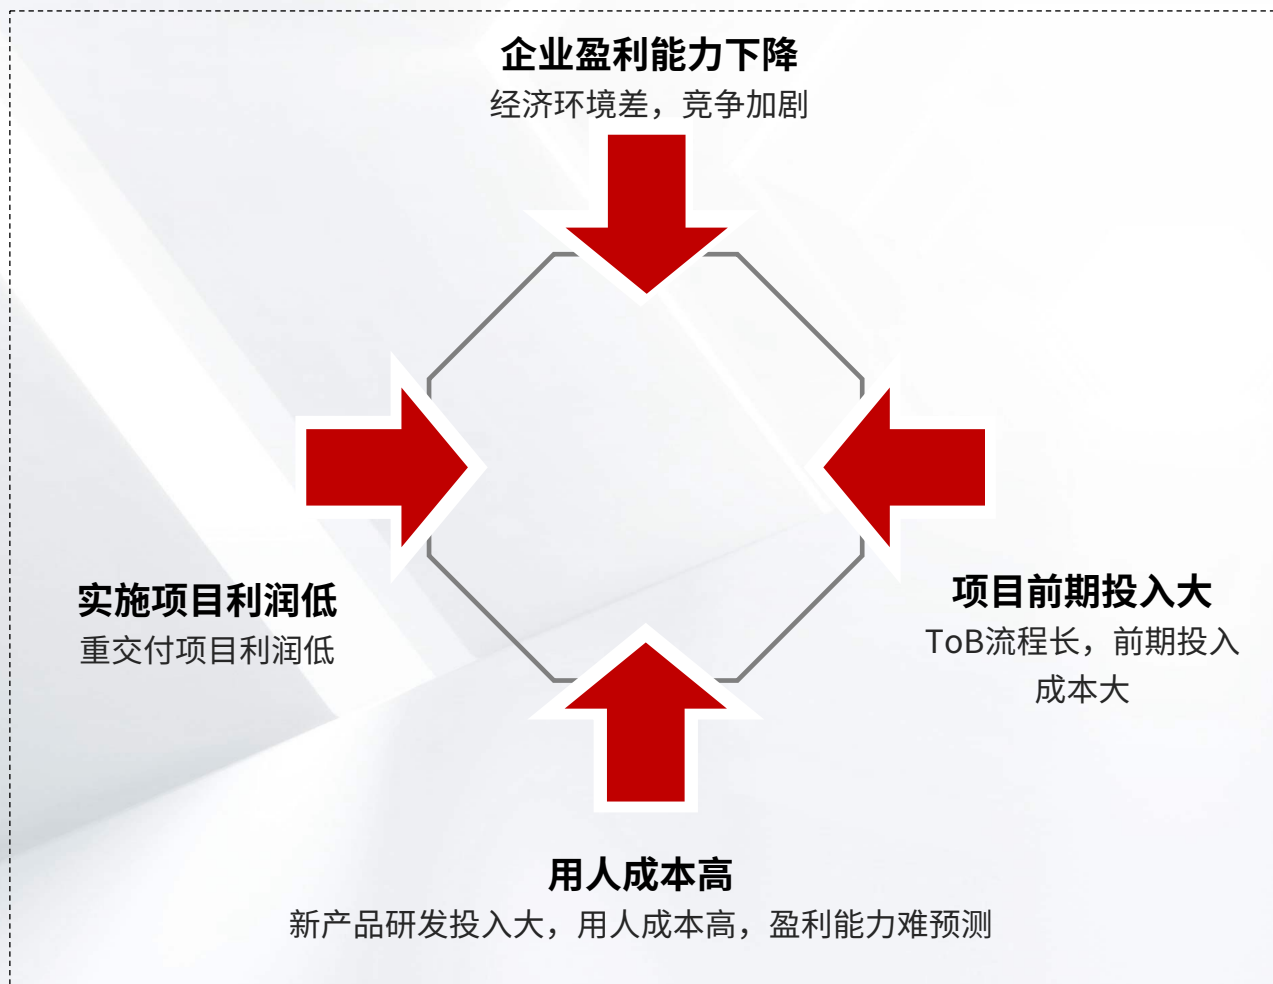 企业盈利能力下降
经济环境差，竞争加剧
实施项目利润低
重交付项目利润低
项目前期投入大
ToB流程长，前期投入
成本大
用人成本高
新产品研发投入大，用人成本高，盈利能力难预测